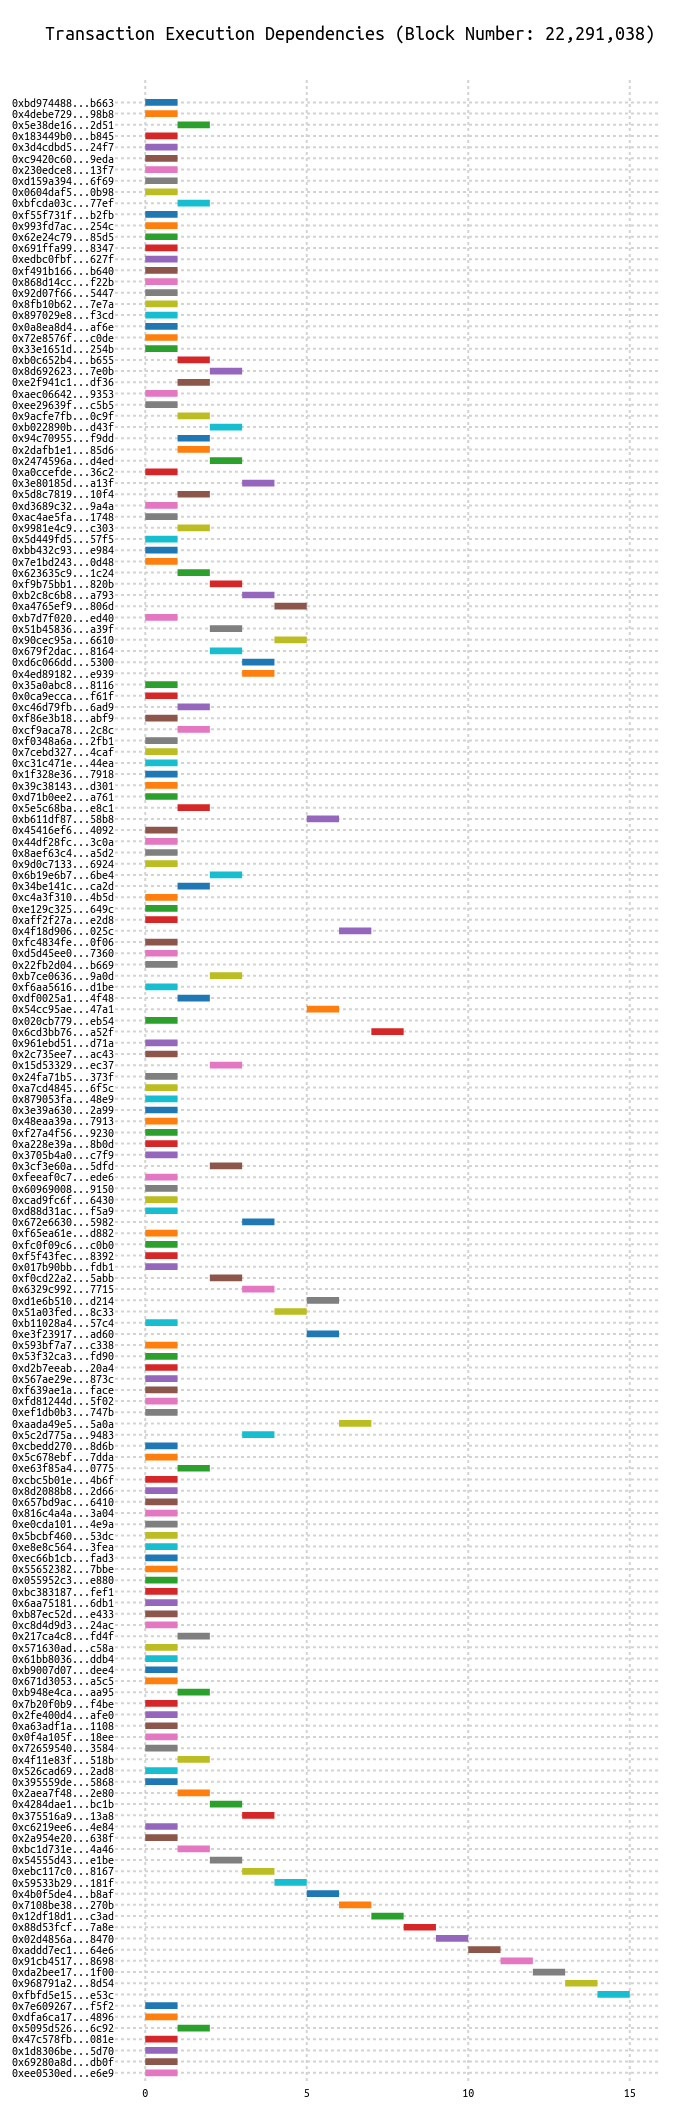 Transaction Execution Dependencies (Block Number: 22,291,038)
0xbd974488...b663
0x4debe729...98b8
0x5e38de16...2d51
0x183449b0...b845
0x3d4cdbd5...24f7
0xc9420c60...9eda
0x230edce8...13f7
0xd159a394...6f69
0x0604daf5...0b98
0xbfcda03c...77ef
0xf55f731f...b2fb
0x993fd7ac...254c
0x62e24c79...85d5
0x691ffa99...8347
0xedbc0fbf...627f
0xf491b166...b640
0x868d14cc...f22b
0x92d07f66...5447
0x8fb10b62...7e7a
0x897029e8...f3cd
0x0a8ea8d4...af6e
0x72e8576f...c0de
0x33e1651d...254b
0xb0c652b4...b655
0x8d692623...7e0b
0xe2f941c1...df36
0xaec06642...9353
0xee29639f...c5b5
0x9acfe7fb...0c9f
0xb022890b...d43f
0x94c70955...f9dd
0x2dafb1e1...85d6
0x2474596a...d4ed
0xa0ccefde...36c2
0x3e80185d...a13f
0x5d8c7819...10f4
0xd3689c32...9a4a
0xac4ae5fa...1748
0x9981e4c9...c303
0x5d449fd5...57f5
0xbb432c93...e984
0x7e1bd243...0d48
0x623635c9...1c24
0xf9b75bb1...820b
0xb2c8c6b8...a793
0xa4765ef9...806d
0xb7d7f020...ed40
0x51b45836...a39f
0x90cec95a...6610
0x679f2dac...8164
0xd6c066dd...5300
0x4ed89182...e939
0x35a0abc8...8116
0x0ca9ecca...f61f
0xc46d79fb...6ad9
0xf86e3b18...abf9
0xcf9aca78...2c8c
0xf0348a6a...2fb1
0x7cebd327...4caf
0xc31c471e...44ea
0x1f328e36...7918
0x39c38143...d301
0xd71b0ee2...a761
0x5e5c68ba...e8c1
0xb611df87...58b8
0x45416ef6...4092
0x44df28fc...3c0a
0x8aef63c4...a5d2
0x9d0c7133...6924
0x6b19e6b7...6be4
0x34be141c...ca2d
0xc4a3f310...4b5d
0xe129c325...649c
0xaff2f27a...e2d8
0x4f18d906...025c
0xfc4834fe...0f06
0xd5d45ee0...7360
0x22fb2d04...b669
0xb7ce0636...9a0d
0xf6aa5616...d1be
0xdf0025a1...4f48
0x54cc95ae...47a1
0x020cb779...eb54
0x6cd3bb76...a52f
0x961ebd51...d71a
0x2c735ee7...ac43
0x15d53329...ec37
0x24fa71b5...373f
0xa7cd4845...6f5c
0x879053fa...48e9
0x3e39a630...2a99
0x48eaa39a...7913
0xf27a4f56...9230
0xa228e39a...8b0d
0x3705b4a0...c7f9
0x3cf3e60a...5dfd
0xfeeaf0c7...ede6
0x60969008...9150
0xcad9fc6f...6430
0xd88d31ac...f5a9
0x672e6630...5982
0xf65ea61e...d882
0xfc0f09c6...c0b0
0xf5f43fec...8392
0x017b90bb...fdb1
0xf0cd22a2...5abb
0x6329c992...7715
0xd1e6b510...d214
0x51a03fed...8c33
0xb11028a4...57c4
0xe3f23917...ad60
0x593bf7a7...c338
0x53f32ca3...fd90
0xd2b7eeab...20a4
0x567ae29e...873c
0xf639ae1a...face
0xfd81244d...5f02
0xef1db0b3...747b
0xaada49e5...5a0a
0x5c2d775a...9483
0xcbedd270...8d6b
0x5c678ebf...7dda
0xe63f85a4...0775
0xcbc5b01e...4b6f
0x8d2088b8...2d66
0x657bd9ac...6410
0x816c4a4a...3a04
0xe0cda101...4e9a
0x5bcbf460...53dc
0xe8e8c564...3fea
0xec66b1cb...fad3
0x55652382...7bbe
0x055952c3...e880
0xbc383187...fef1
0x6aa75181...6db1
0xb87ec52d...e433
0xc8d4d9d3...24ac
0x217ca4c8...fd4f
0x571630ad...c58a
0x61bb8036...ddb4
0xb9007d07...dee4
0x671d3053...a5c5
0xb948e4ca...aa95
0x7b20f0b9...f4be
0x2fe400d4...afe0
0xa63adf1a...1108
0x0f4a105f...18ee
0x72659540...3584
0x4f11e83f...518b
0x526cad69...2ad8
0x395559de...5868
0x2aea7f48...2e80
0x4284dae1...bc1b
0x375516a9...13a8
0xc6219ee6...4e84
0x2a954e20...638f
0xbc1d731e...4a46
0x54555d43...e1be
0xebc117c0...8167
0x59533b29...181f
0x4b0f5de4...b8af
0x7108be38...270b
0x12df18d1...c3ad
0x88d53fcf...7a8e
0x02d4856a...8470
0xaddd7ec1...64e6
0x91cb4517...8698
0xda2bee17...1f00
0x968791a2...8d54
0xfbfd5e15...e53c
0x7e609267...f5f2
0xdfa6ca17...4896
0x5095d526...6c92
0x47c578fb...081e
0x1d8306be...5d70
0x69280a8d...db0f
0xee0530ed...e6e9
0 5 10 15